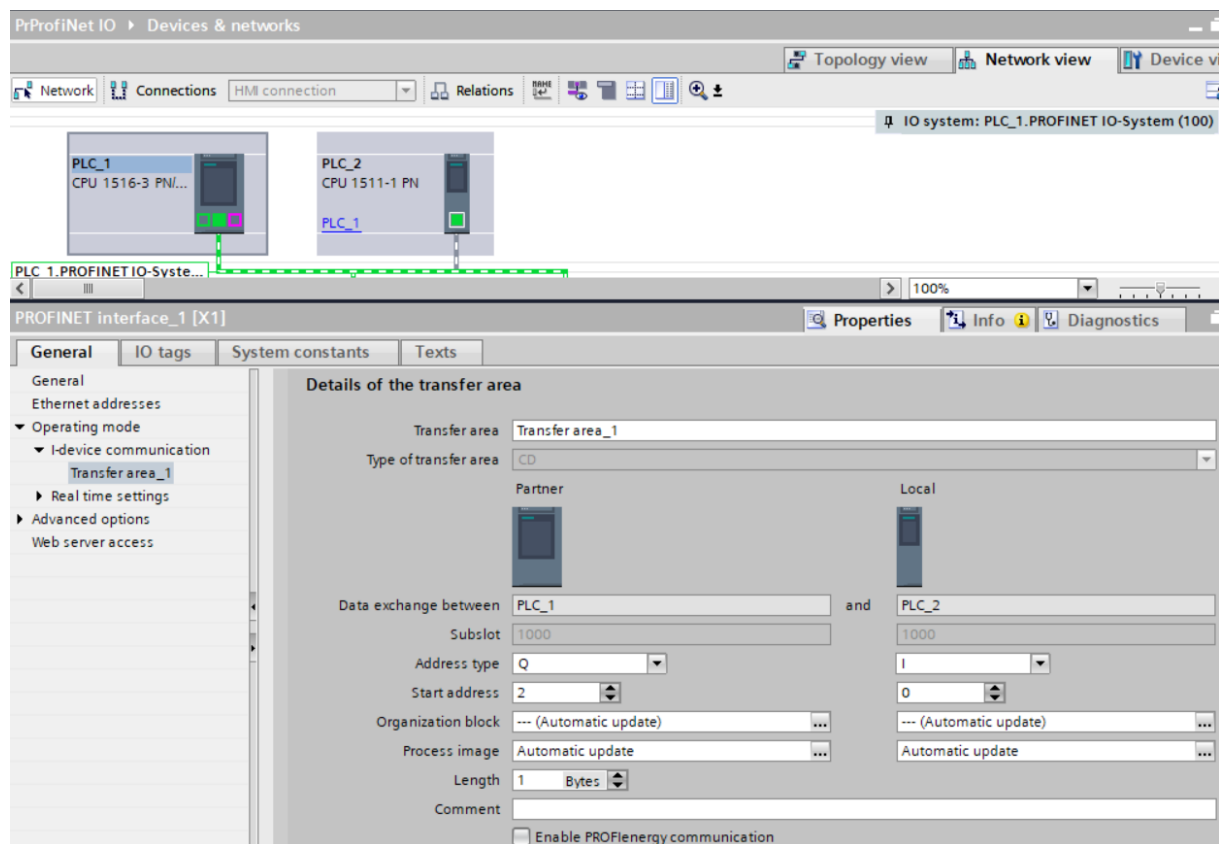 PrProfiNet IO ▸ Devices & networks
Topology view Network view Device vi
Network Connections HMI connection Relations
IO system: PLC_1.PROFINET IO-System (100)
PLC_1 PLC_2
CPU 1516-3 PN/... CPU 1511-1 PN
PLC_1
PLC_1.PROFINET IO-Syste...
100%
PROFINET interface_1 [X1] Properties Info Diagnostics
General IO tags System constants Texts
General
Ethernet addresses
Operating mode
I-device communication
Transfer area_1
Real time settings
Advanced options
Web server access
Details of the transfer area
Transfer area Transfer area_1
Type of transfer area CD
Partner Local
Data exchange between PLC_1 and PLC_2
Subslot 1000 1000
Address type Q I
Start address 2 0
Organization block --- (Automatic update) ... --- (Automatic update) ...
Process image Automatic update ... Automatic update ...
Length 1 Bytes
Comment
Enable PROFIenergy communication